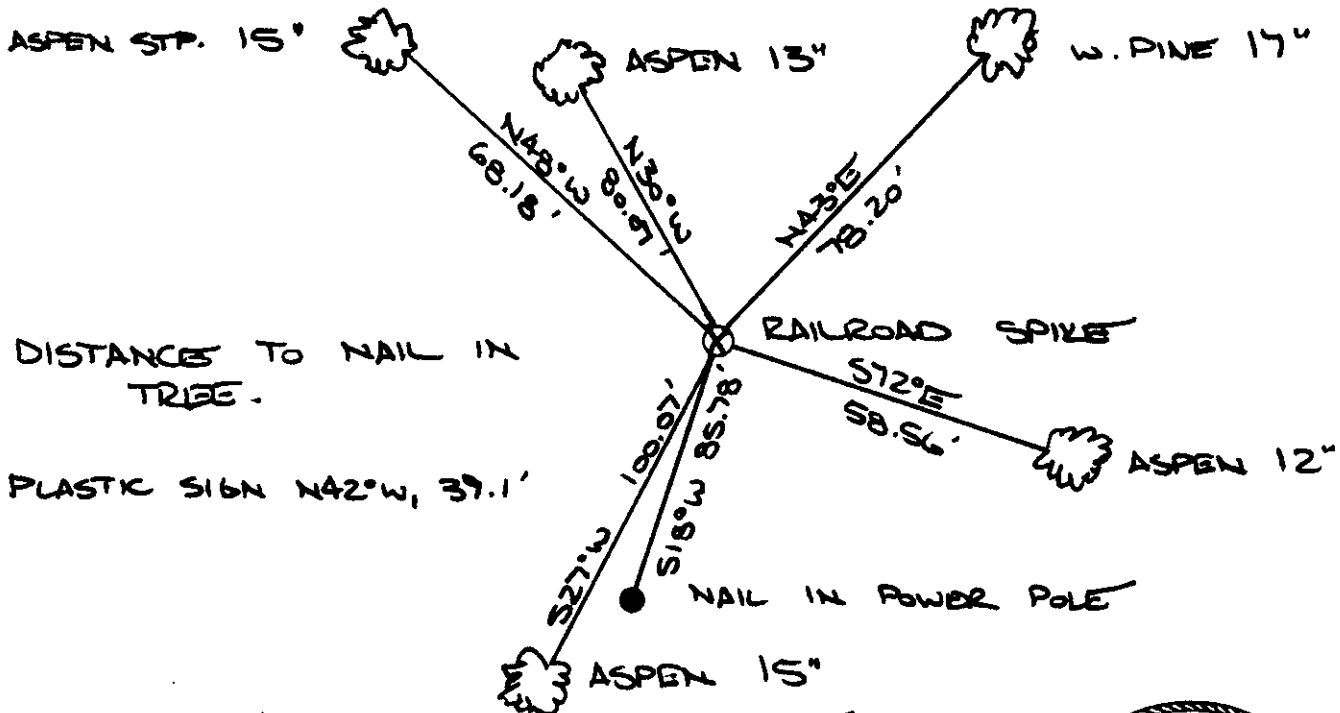 ASPEN STP. 15"
ASPEN 13"
W. PINE 17"
N48°W
68.18'
N30°W
80.07'
N43°E
78.20'
RAILROAD SPIKE
DISTANCE TO NAIL IN
TREE.
S72°E
58.56'
ASPEN 12"
PLASTIC SIGN N42°W, 39.1'
100.07'
S27°W
85.78'
S18°W
NAIL IN POWER POLE
ASPEN 15"